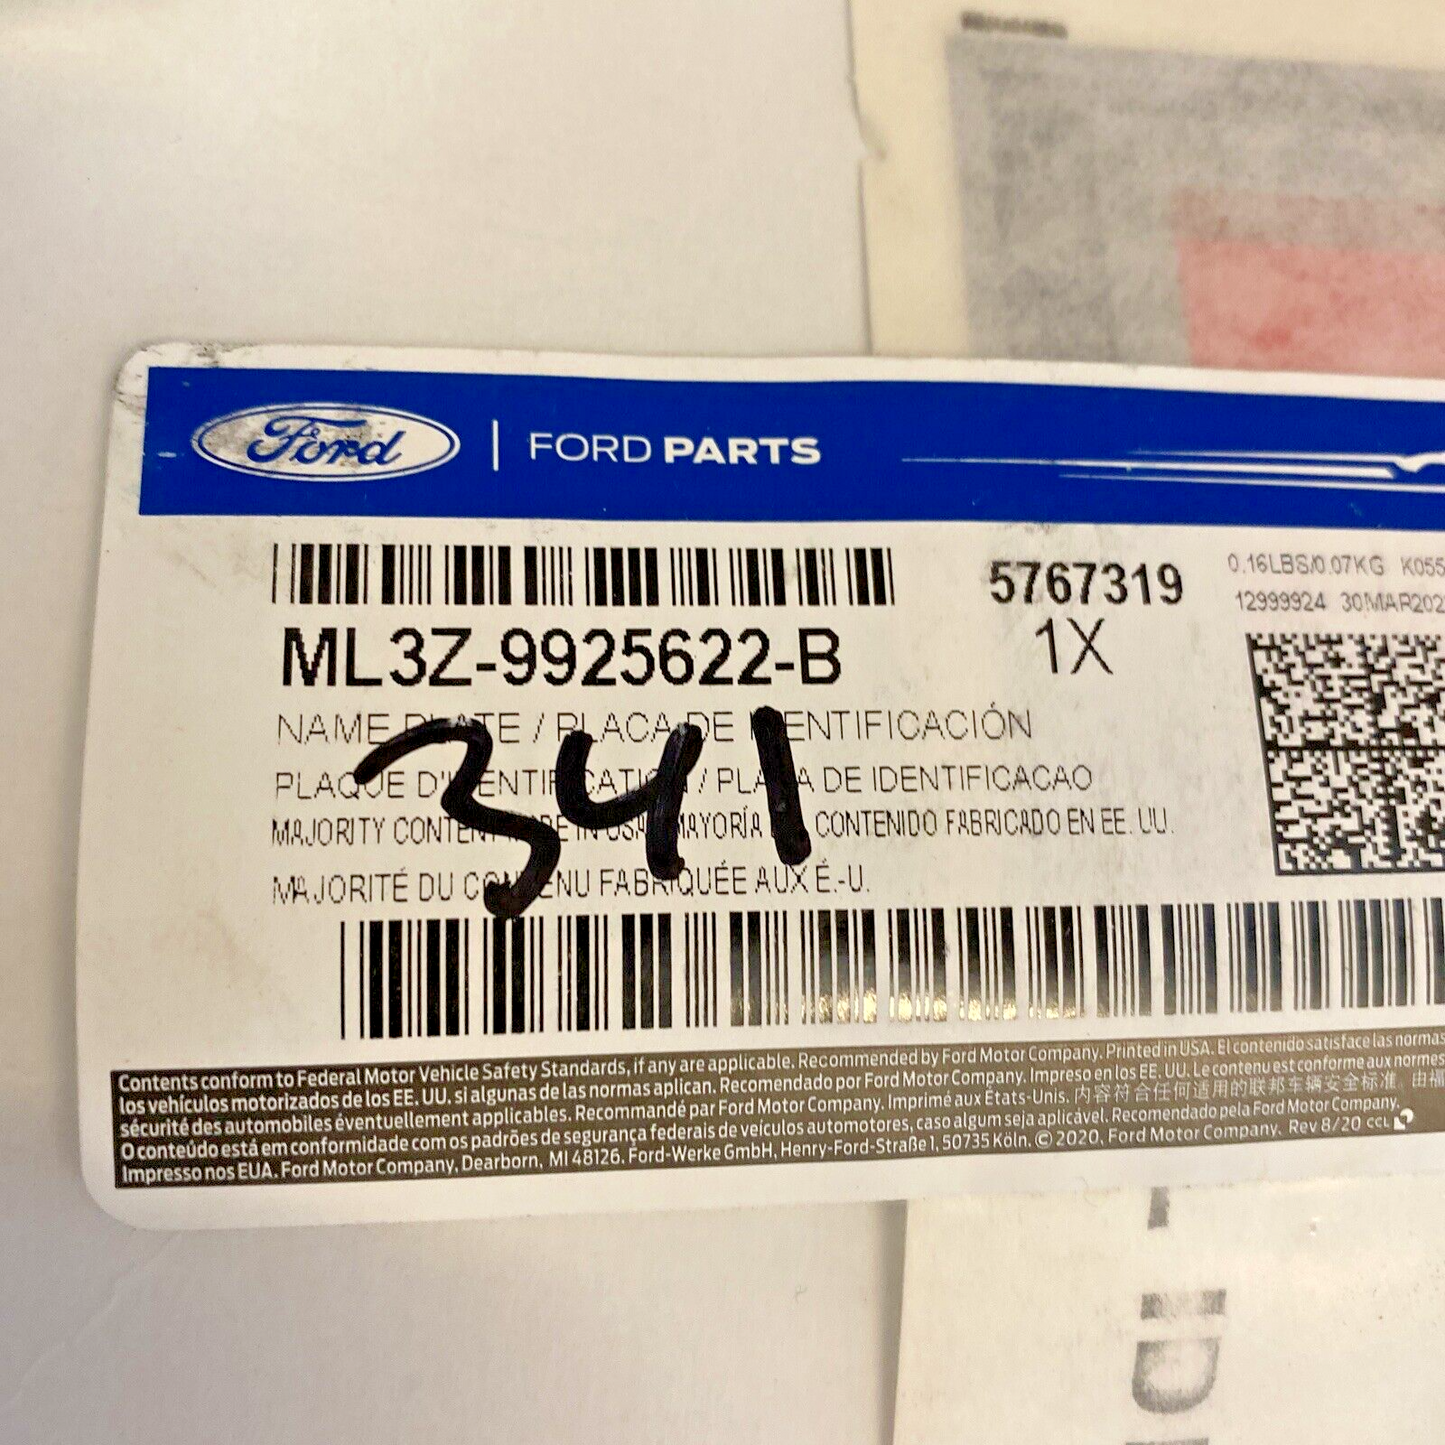 Ford | FORD PARTS
5767319
0.16LBS/0.07KG K055
12999924 30MAR202
ML3Z-9925622-B
1X
NAME PLATE / PLACA DE IDENTIFICACIÓN
PLAQUE D'IDENTIFICATION / PLACA DE IDENTIFICACAO
MAJORITY CONTENT MADE IN USA / MAYORÍA DEL CONTENIDO FABRICADO EN EE. UU.
MAJORITÉ DU CONTENU FABRIQUÉE AUX É.-U.
341
Contents conform to Federal Motor Vehicle Safety Standards, if any are applicable. Recommended by Ford Motor Company. Printed in USA. El contenido satisface las normas
los vehículos motorizados de los EE. UU. si algunas de las normas aplican. Recomendado por Ford Motor Company. Impreso en los EE. UU. Le contenu est conforme aux normes
sécurité des automobiles éventuellement applicables. Recommandé par Ford Motor Company. Imprimé aux États-Unis. 内容符合任何适用的联邦车辆安全标准. 由福
O conteúdo está em conformidade com os padrões de segurança federais de veículos automotores, caso algum seja aplicável. Recomendado pela Ford Motor Company.
Impresso nos EUA. Ford Motor Company, Dearborn, MI 48126. Ford-Werke GmbH, Henry-Ford-Straße 1, 50735 Köln. © 2020, Ford Motor Company. Rev 8/20 CCL